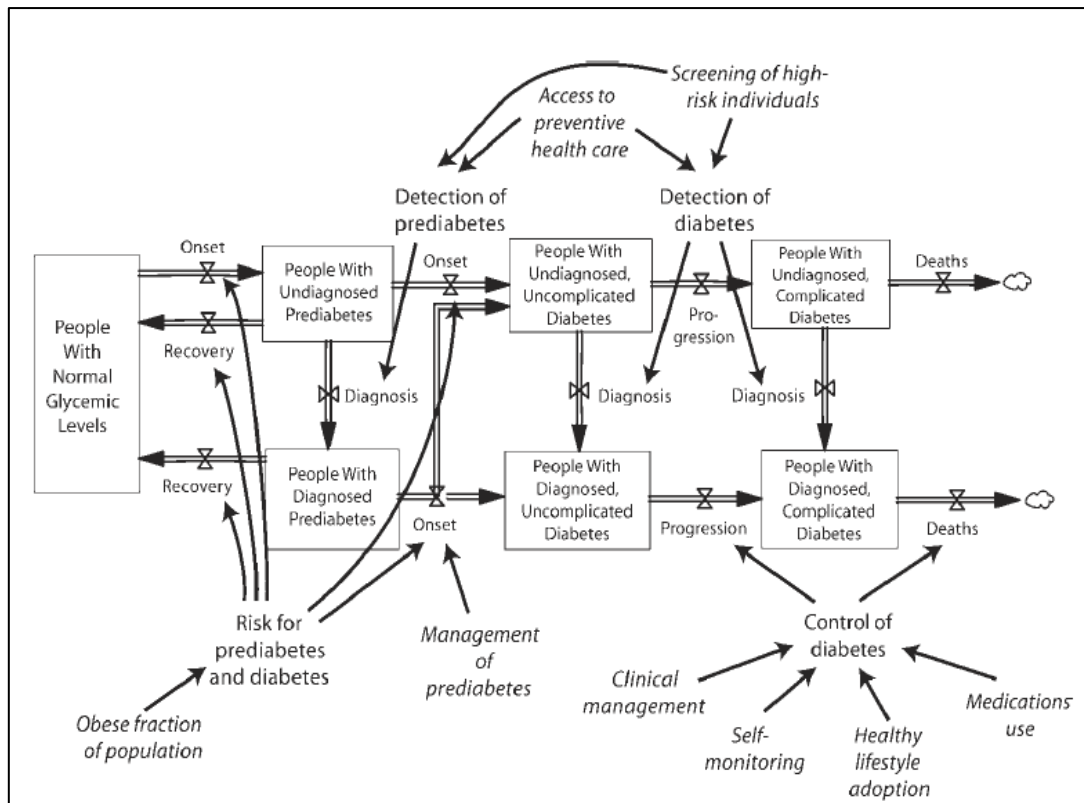 Screening of high-
risk individuals
Access to
preventive
health care
Detection of
prediabetes
Detection of
diabetes
Onset
People With
Undiagnosed
Prediabetes
Onset
People With
Undiagnosed,
Uncomplicated
Diabetes
Pro-
gression
People With
Undiagnosed,
Complicated
Diabetes
Deaths
People
With
Normal
Glycemic
Levels
Recovery
Diagnosis
Diagnosis
Diagnosis
Recovery
People With
Diagnosed
Prediabetes
Onset
People With
Diagnosed,
Uncomplicated
Diabetes
Progression
People With
Diagnosed,
Complicated
Diabetes
Deaths
Risk for
prediabetes
and diabetes
Management
of
prediabetes
Control of
diabetes
Obese fraction
of population
Clinical
management
Self-
monitoring
Healthy
lifestyle
adoption
Medications
use